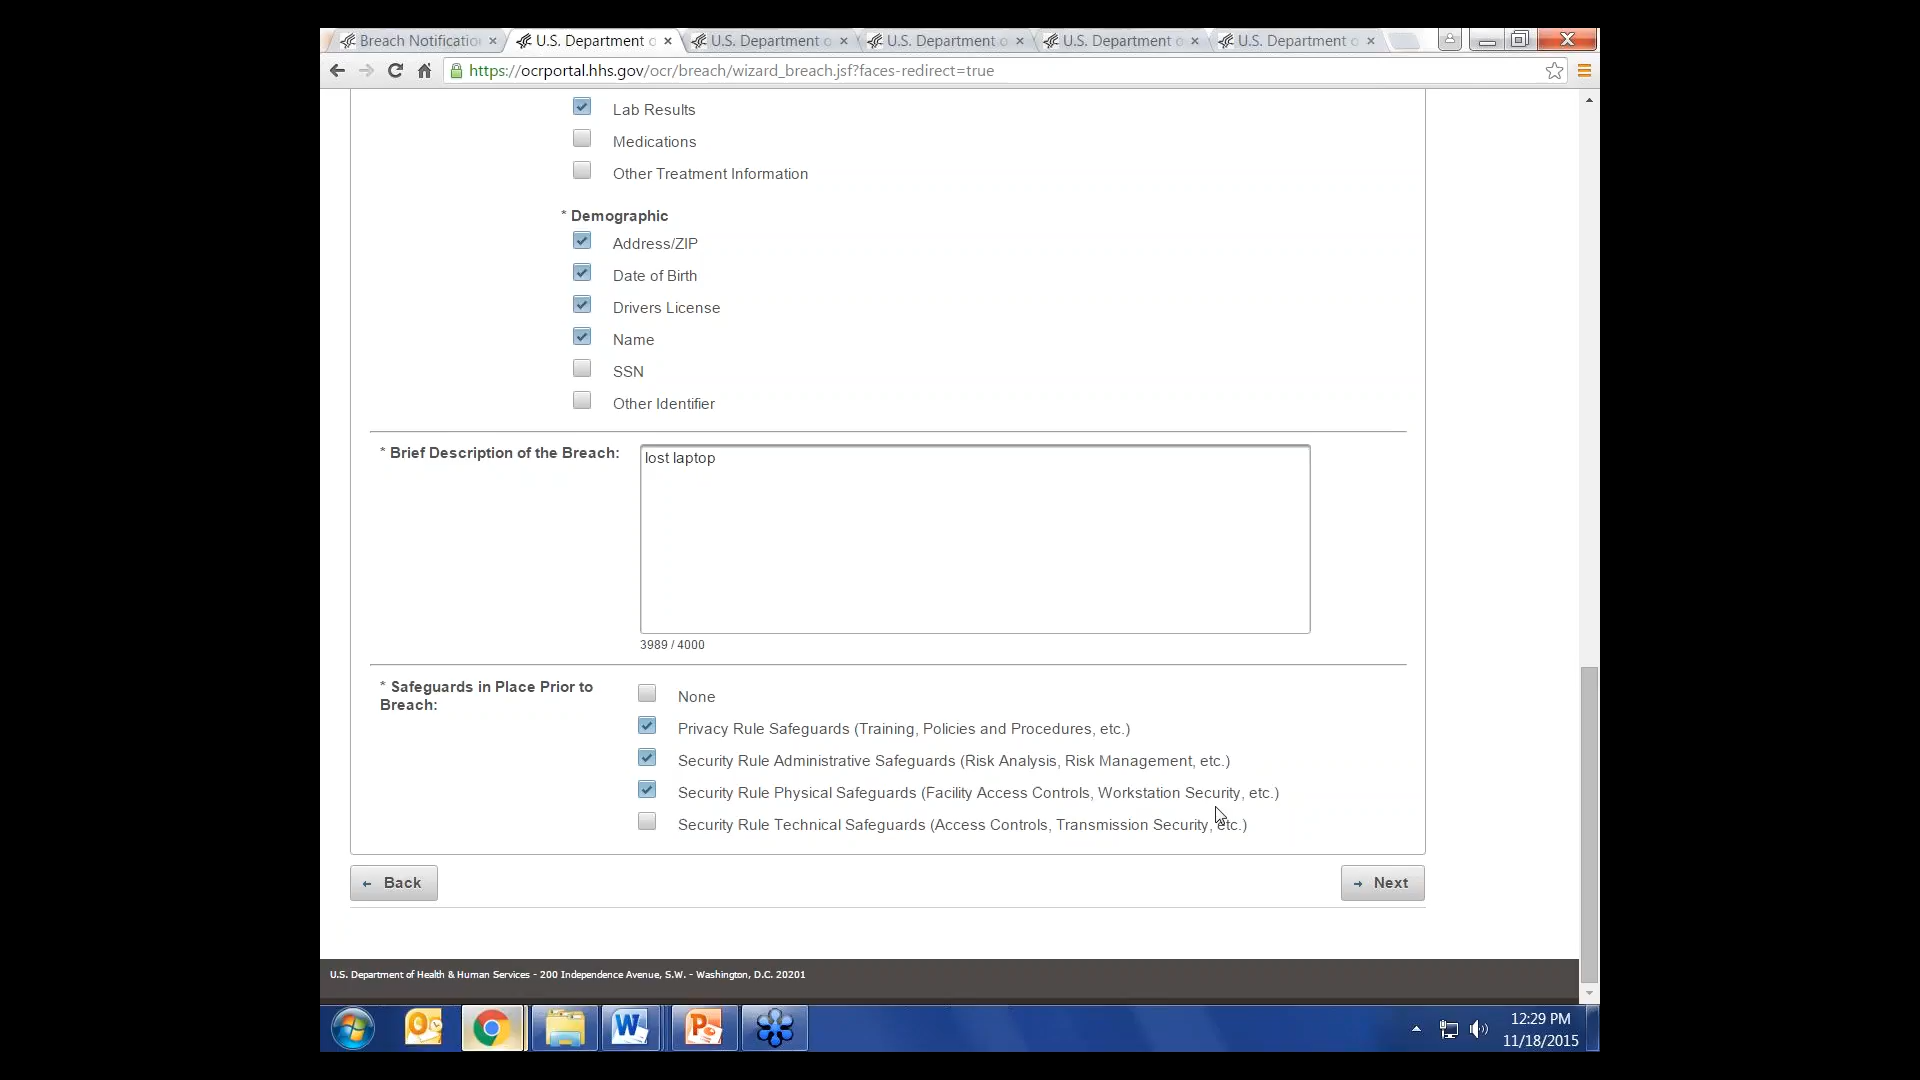 Breach Notificatio
U.S. Department o
U.S. Department o
U.S. Department o
U.S. Department o
U.S. Department o
https://ocrportal.hhs.gov/ocr/breach/wizard_breach.jsf?faces-redirect=true
Lab Results
Medications
Other Treatment Information
* Demographic
Address/ZIP
Date of Birth
Drivers License
Name
SSN
Other Identifier
* Brief Description of the Breach:
lost laptop
3989 / 4000
* Safeguards in Place Prior to
Breach:
None
Privacy Rule Safeguards (Training, Policies and Procedures, etc.)
Security Rule Administrative Safeguards (Risk Analysis, Risk Management, etc.)
Security Rule Physical Safeguards (Facility Access Controls, Workstation Security, etc.)
Security Rule Technical Safeguards (Access Controls, Transmission Security, etc.)
Back
Next
U.S. Department of Health & Human Services - 200 Independence Avenue, S.W. - Washington, D.C. 20201
12:29 PM
11/18/2015